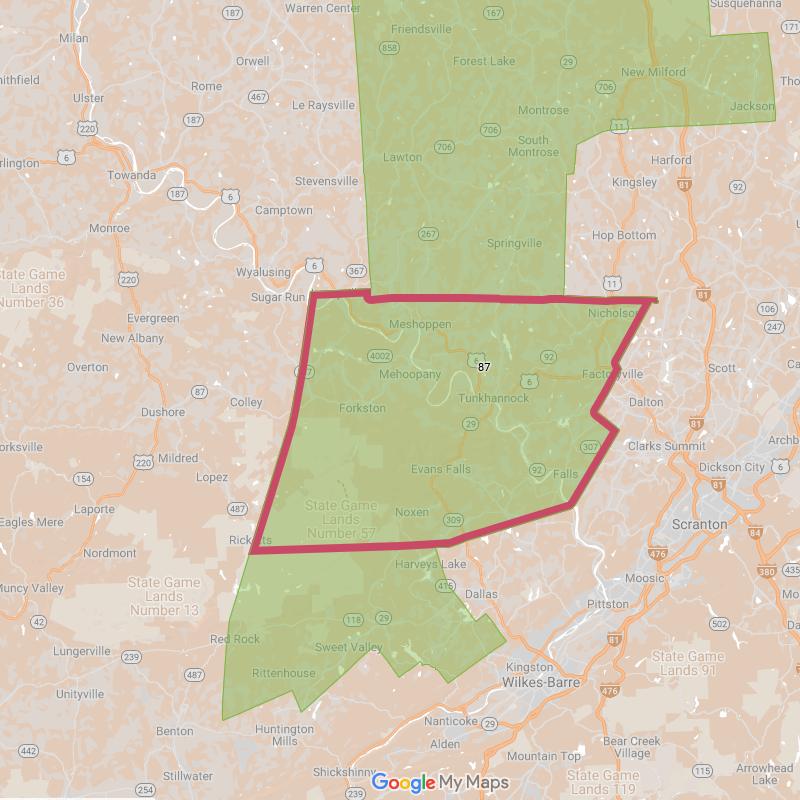 Warren Center
Susquehanna
187
167
171
Milan
Friendsville
858
Orwell
Forest Lake
29
New Milford
Rome
467
706
Ulster
Le Raysville
Montrose
Jackson
220
187
706
11
South
Montrose
706
6
Lawton
Harford
Towanda
Stevensville
Kingsley
81
92
187
6
Camptown
Monroe
267
Springville
Hop Bottom
State Game
Lands
Number 36
Wyalusing
6
367
220
Sugar Run
11
81
106
Evergreen
Meshoppen
Nicholson
247
New Albany
4002
6
92
Overton
87
Mehoopany
Factoryville
Scott
87
Colley
Forkston
6
Tunkhannock
Dalton
Dushore
29
81
220
Mildred
307
Clarks Summit
154
Lopez
Evans Falls
92
Falls
Dickson City
6
Laporte
487
State Game
Lands
Number 57
81
Eagles Mere
Noxen
309
Scranton
Nordmont
Ricketts
476
84
Harveys Lake
380
435
Muncy Valley
State Game
Lands
Number 13
415
Dallas
Moosic
Pittston
42
118
29
502
Red Rock
81
Lungerville
239
Sweet Valley
State Game
Lands 91
487
Rittenhouse
Kingston
Unityville
Wilkes-Barre
476
Benton
Huntington
Mills
Nanticoke
29
Alden
442
Bear Creek
Village
Mountain Top
Stillwater
Shickshinny
115
Arrowhead
Lake
254
239
State Game
Lands 119
Google My Maps